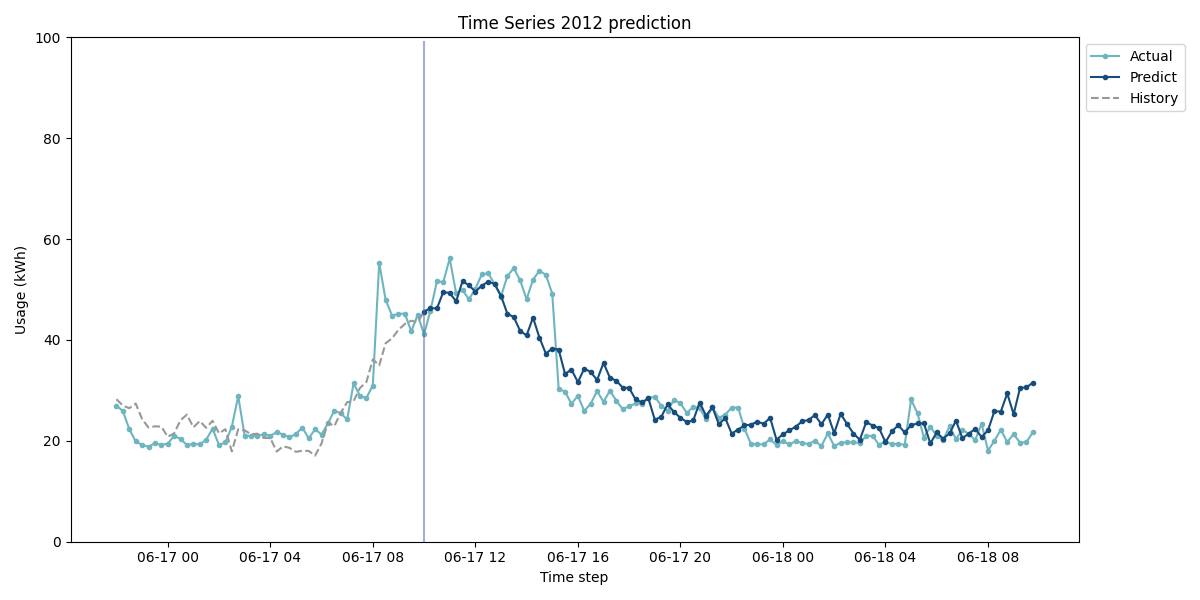 Time Series 2012 prediction
Usage (kWh)
100
80
60
40
20
0
06-17 00
06-17 04
06-17 08
06-17 12
06-17 16
06-17 20
06-18 00
06-18 04
06-18 08
Time step
Actual
Predict
History